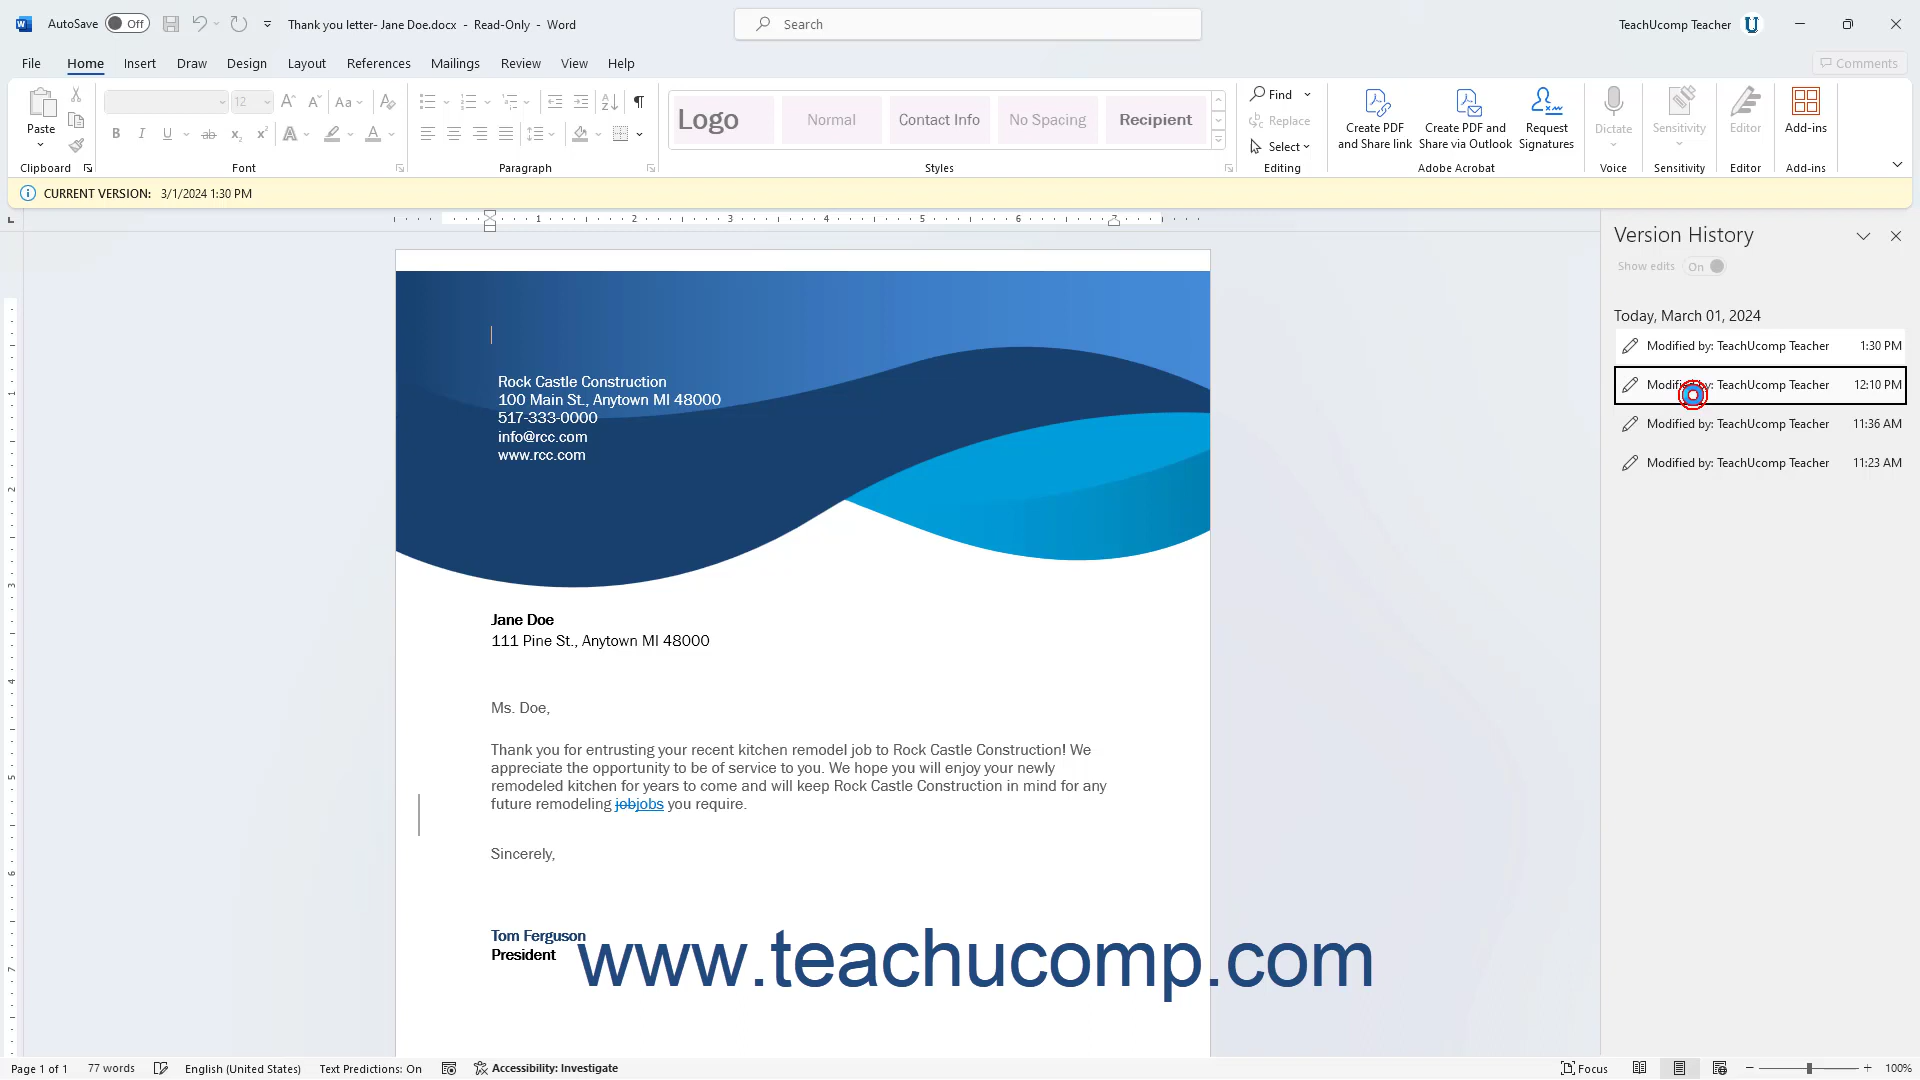 AutoSave Off Thank you letter- Jane Doe.docx - Read-Only - Word Search TeachUcomp Teacher
File Home Insert Draw Design Layout References Mailings Review View Help Comments
Paste
Clipboard
12
Aa
Font
Paragraph
Logo Normal Contact Info No Spacing Recipient
Styles
Find
Replace
Select
Editing
Create PDF and Share link
Create PDF and Share via Outlook
Request Signatures
Adobe Acrobat
Dictate
Voice
Sensitivity
Sensitivity
Editor
Editor
Add-ins
Add-ins
CURRENT VERSION: 3/1/2024 1:30 PM
1 2 3 4 5 6 7
Version History
Show edits On
Today, March 01, 2024
Modified by: TeachUcomp Teacher 1:30 PM
Modified by: TeachUcomp Teacher 12:10 PM
Modified by: TeachUcomp Teacher 11:36 AM
Modified by: TeachUcomp Teacher 11:23 AM
Rock Castle Construction
100 Main St., Anytown MI 48000
517-333-0000
info@rcc.com
www.rcc.com
Jane Doe
111 Pine St., Anytown MI 48000
Ms. Doe,
Thank you for entrusting your recent kitchen remodel job to Rock Castle Construction! We
appreciate the opportunity to be of service to you. We hope you will enjoy your newly
remodeled kitchen for years to come and will keep Rock Castle Construction in mind for any
future remodeling jobjobs you require.
Sincerely,
Tom Ferguson
President
www.teachucomp.com
Page 1 of 1 77 words English (United States) Text Predictions: On Accessibility: Investigate Focus 100%